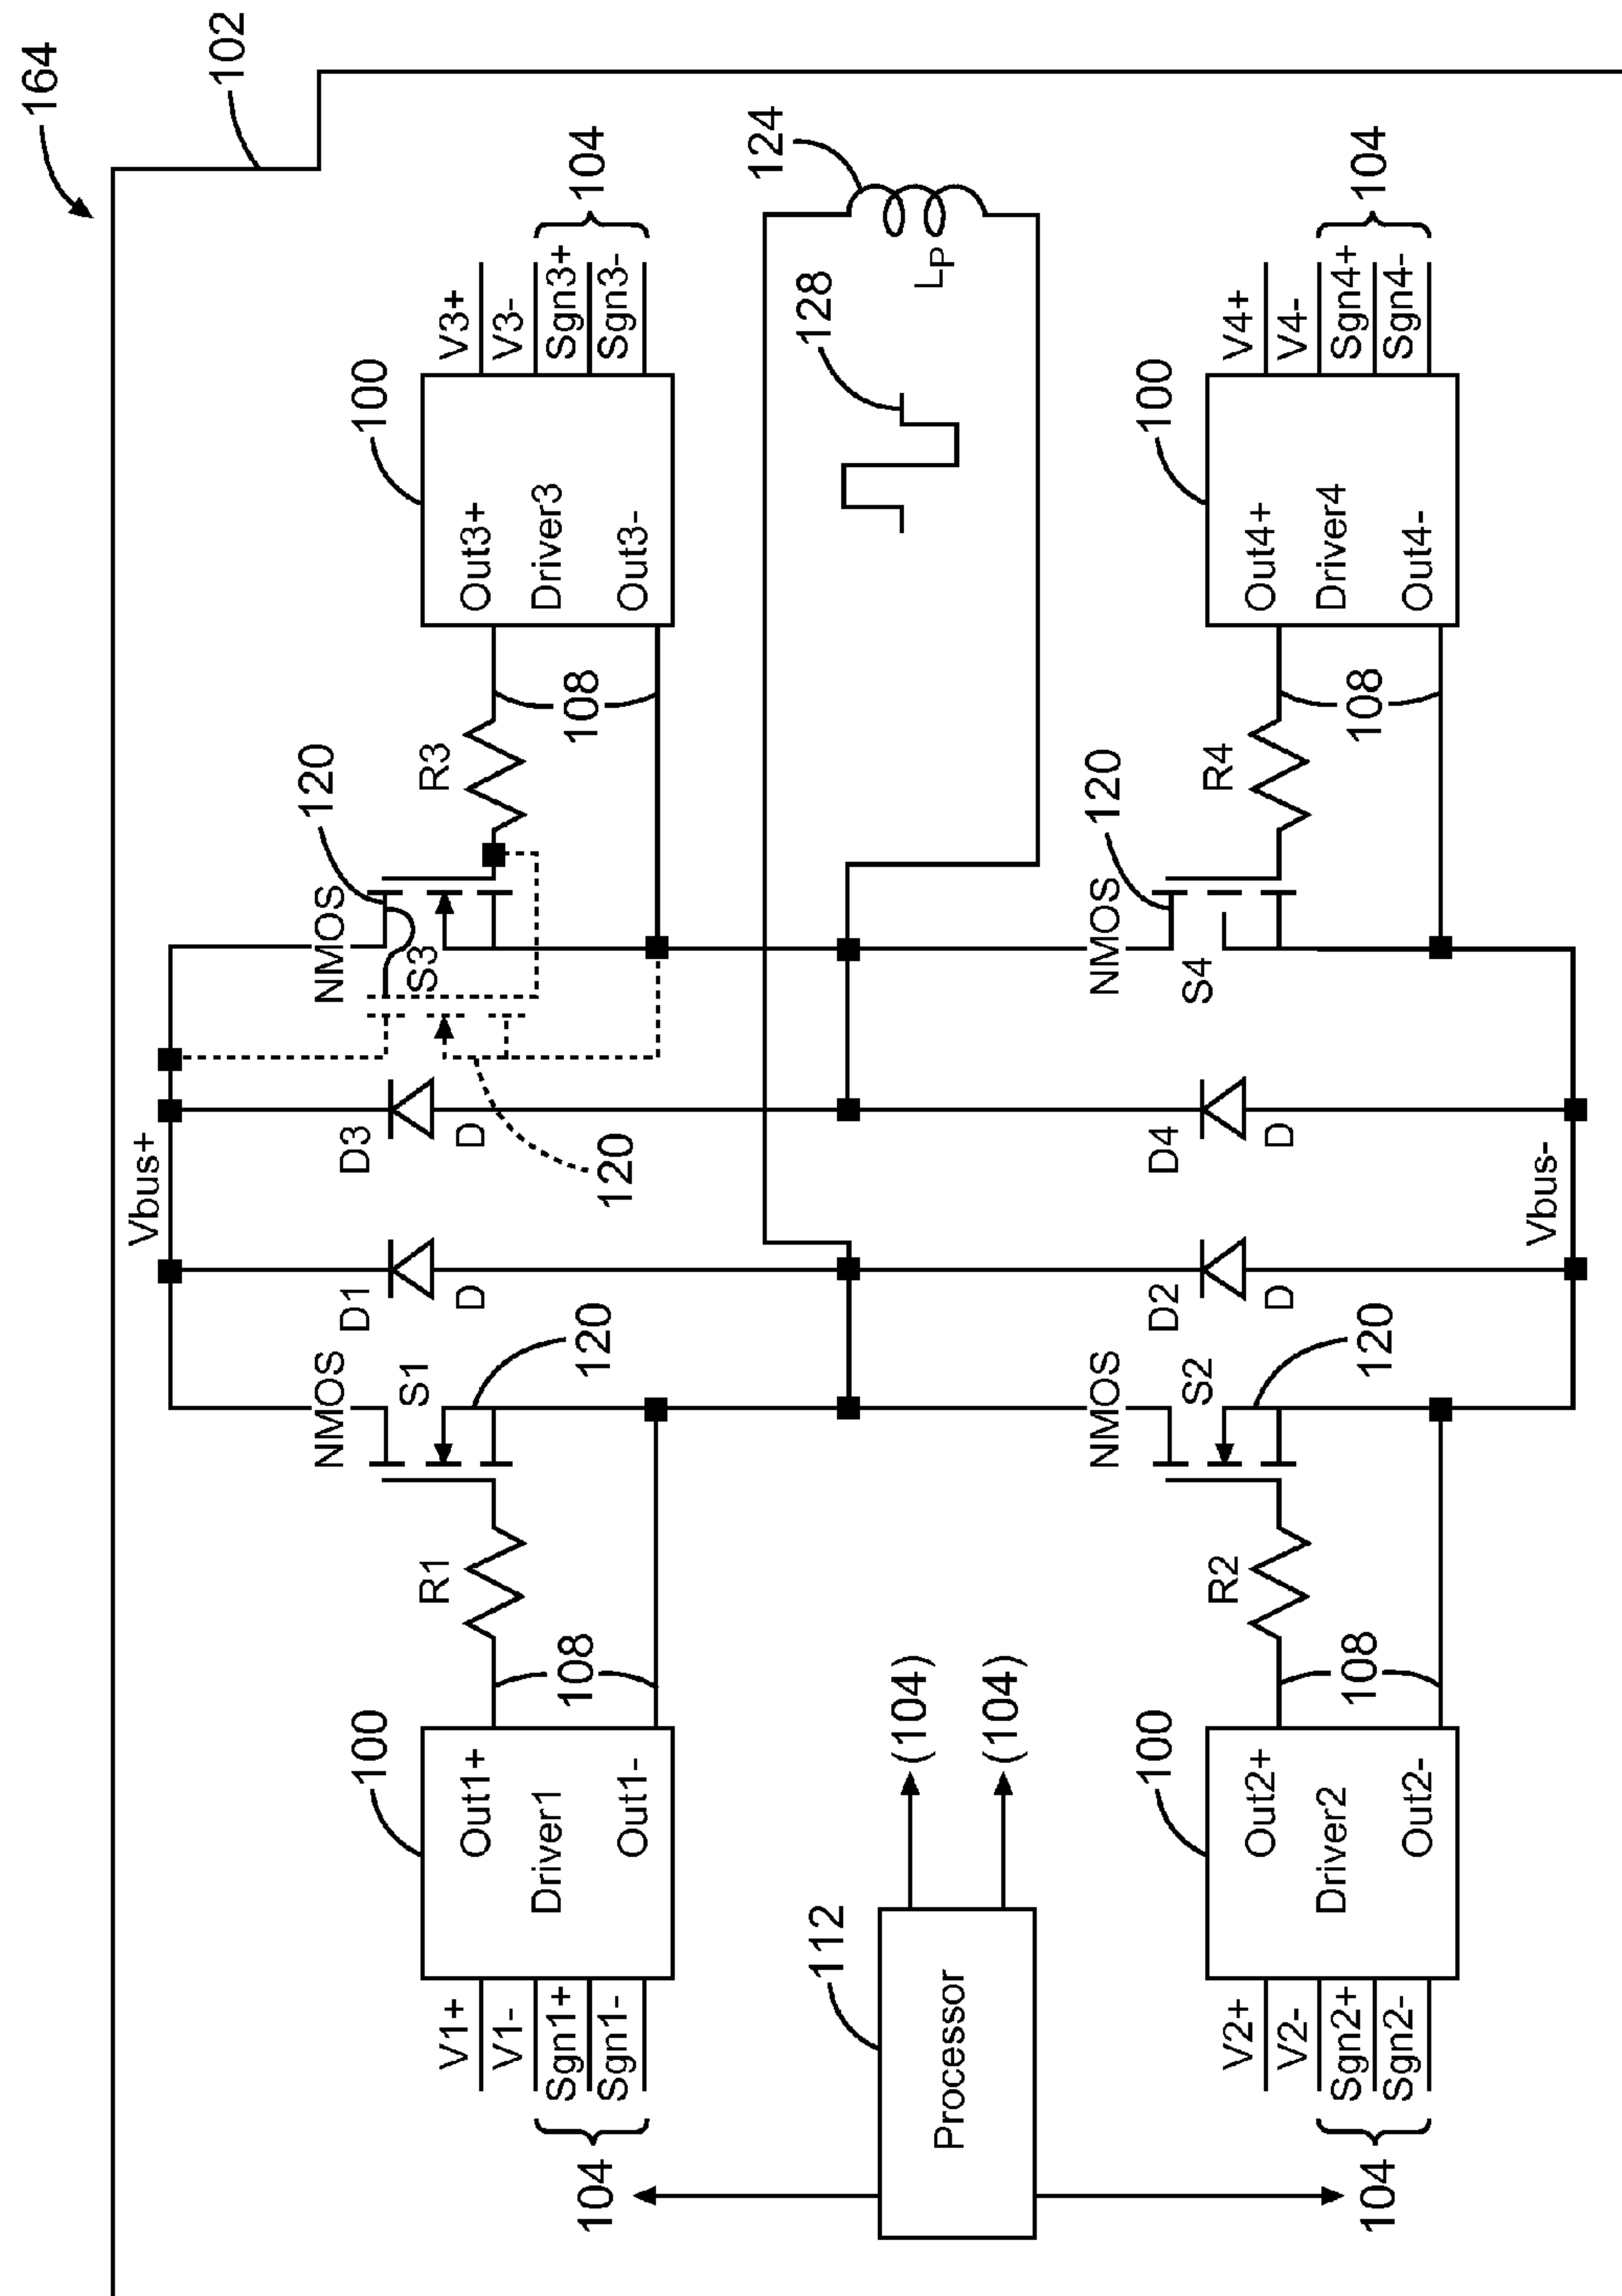 164
102
Vbus+
100
V1+
V1-
Sgn1+
Sgn1-
104
Out1+
Driver1
Out1-
108
R1
NMOS
S1
120
D1
D
D3
D
120
NMOS
S3
120
R3
108
100
Out3+
Driver3
Out3-
V3+
V3-
Sgn3+
Sgn3-
104
112
Processor
(104)
(104)
128
124
LP
100
V2+
V2-
Sgn2+
Sgn2-
104
Out2+
Driver2
Out2-
108
R2
NMOS
S2
120
D2
D
D4
D
NMOS
S4
120
R4
108
100
Out4+
Driver4
Out4-
V4+
V4-
Sgn4+
Sgn4-
104
Vbus-